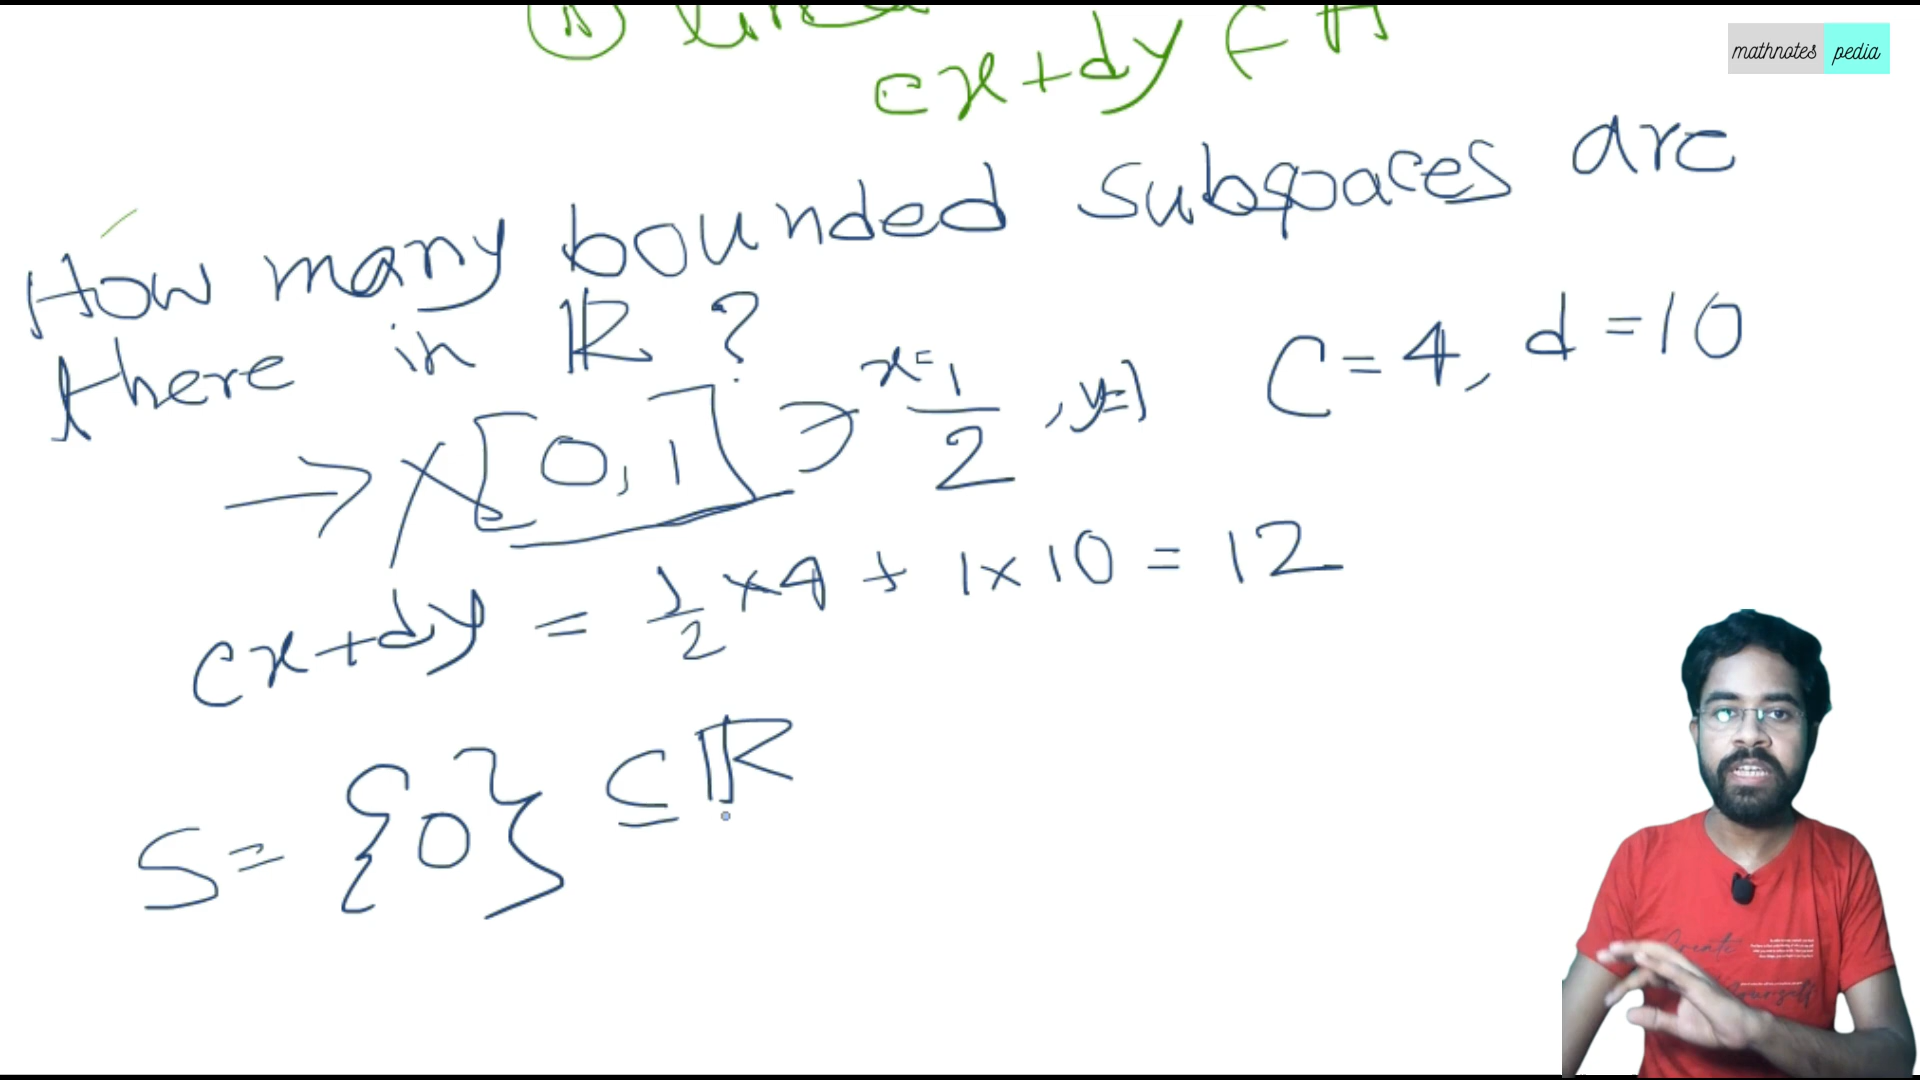 cx+dy ∈ A
mathnotes pedia
How many bounded subspaces are
there in ℝ ?
C=4, d=10
→ [0,1] ∋ x=1/2, y=1
cx+dy = 1/2 ×4 + 1×10 = 12
S = {0} ⊆ ℝ